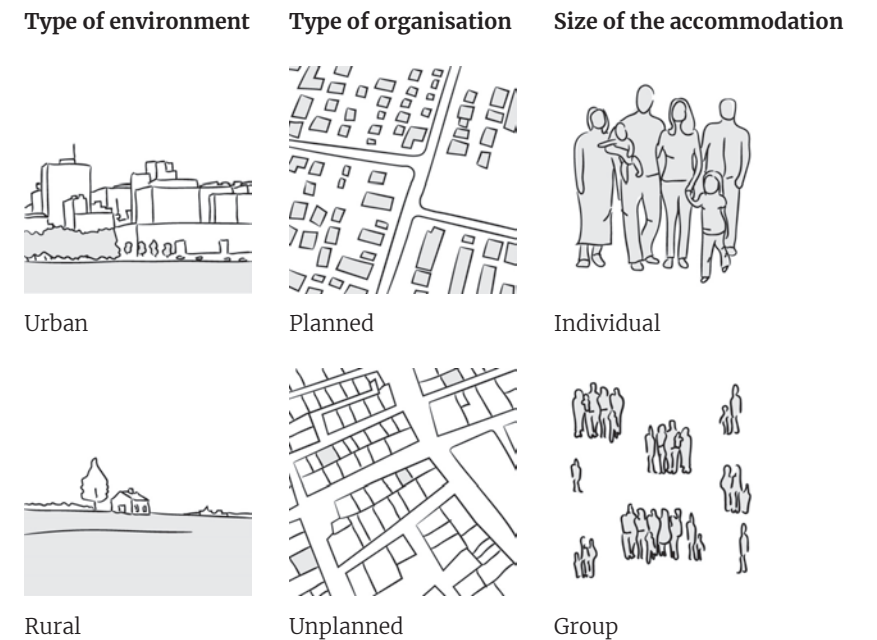 Type of environment
Type of organisation
Size of the accommodation
Urban
Planned
Individual
Rural
Unplanned
Group